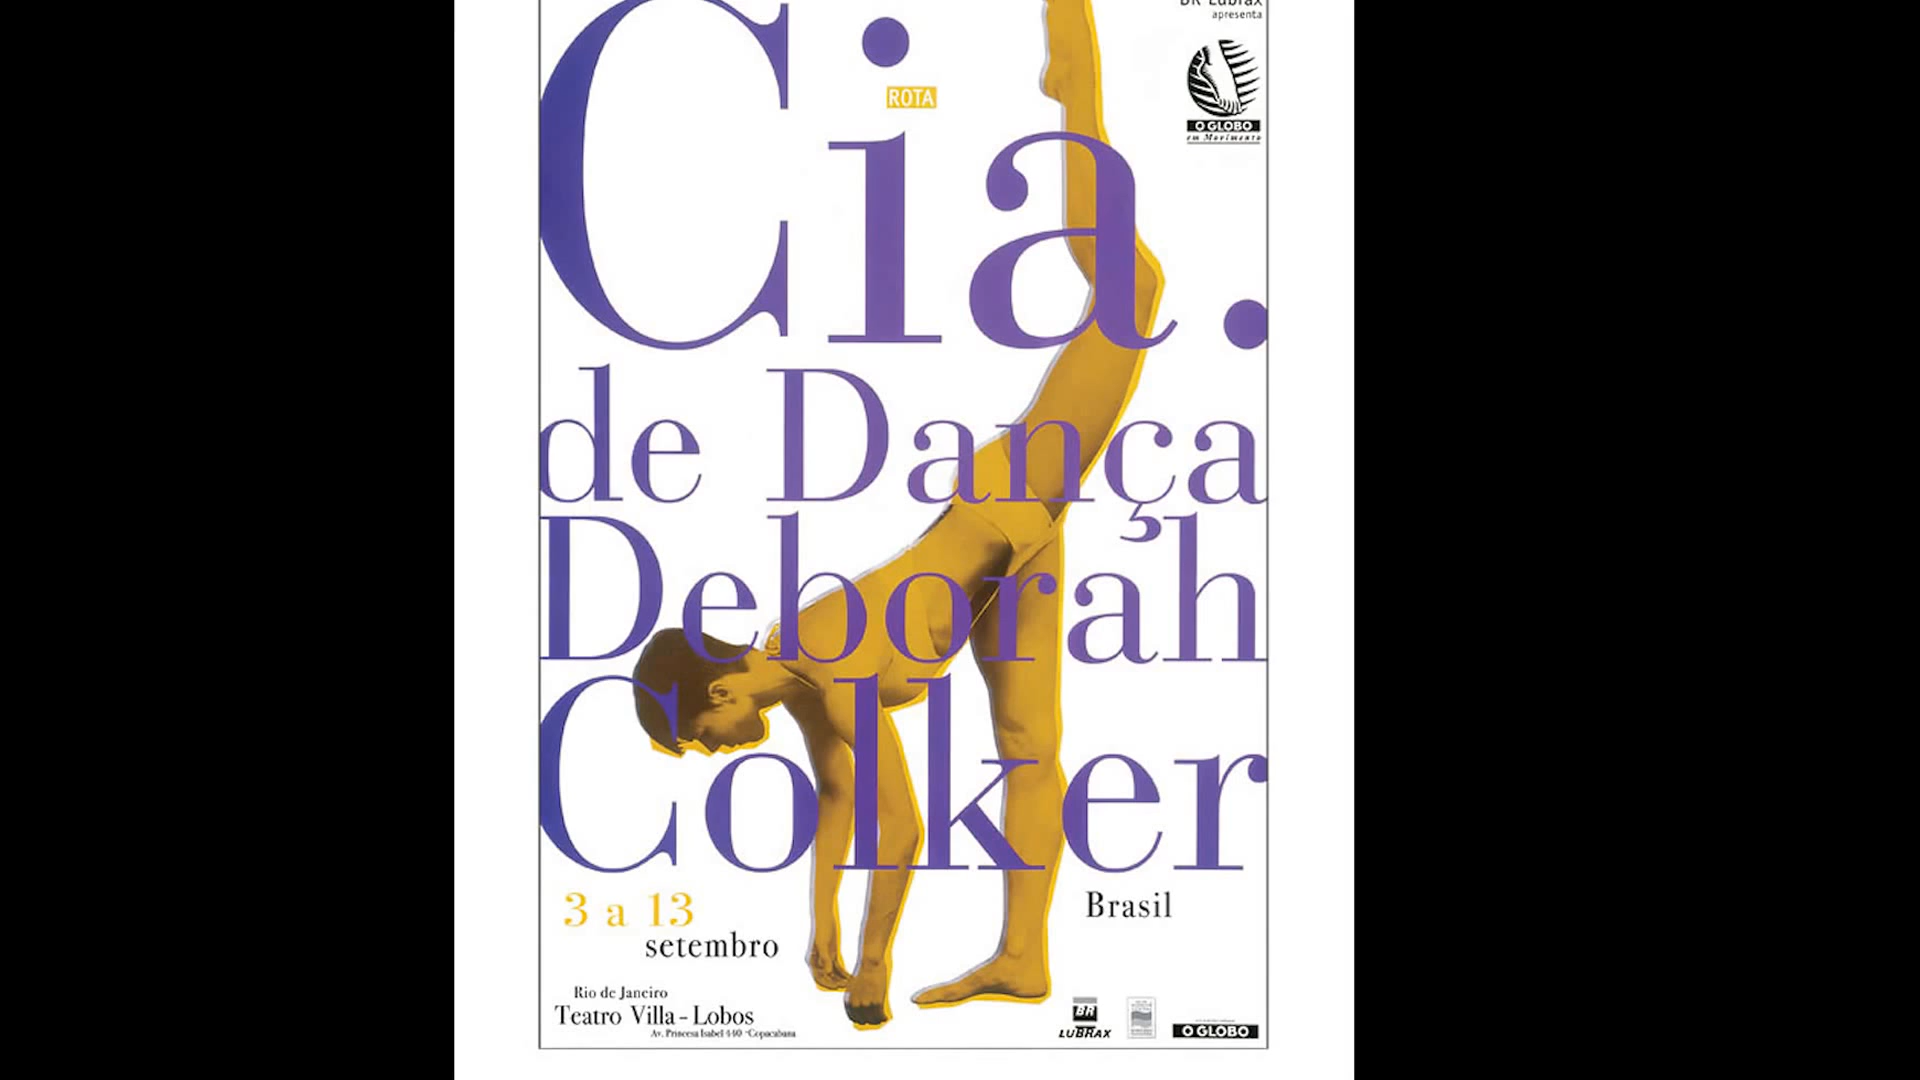 BR Lubrax
apresenta
O GLOBO
em Movimento
Cia.
ROTA
de Dança
Deborah
Colker
3 a 13
setembro
Brasil
Rio de Janeiro
Teatro Villa-Lobos
Av. Princesa Isabel 440 - Copacabana
BR
LUBRAX
O GLOBO